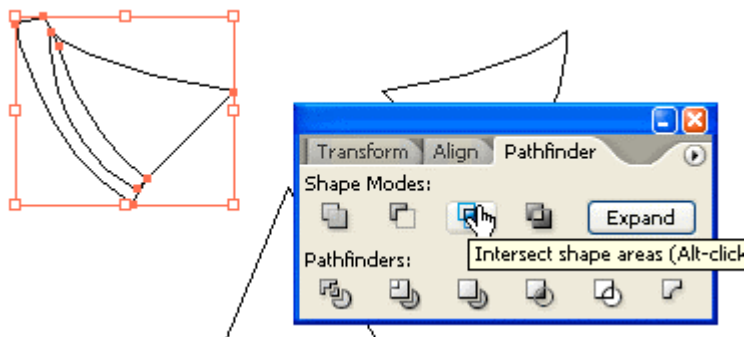 Transform Align Pathfinder
Shape Modes:
Expand
Intersect shape areas (Alt-click
Pathfinders: